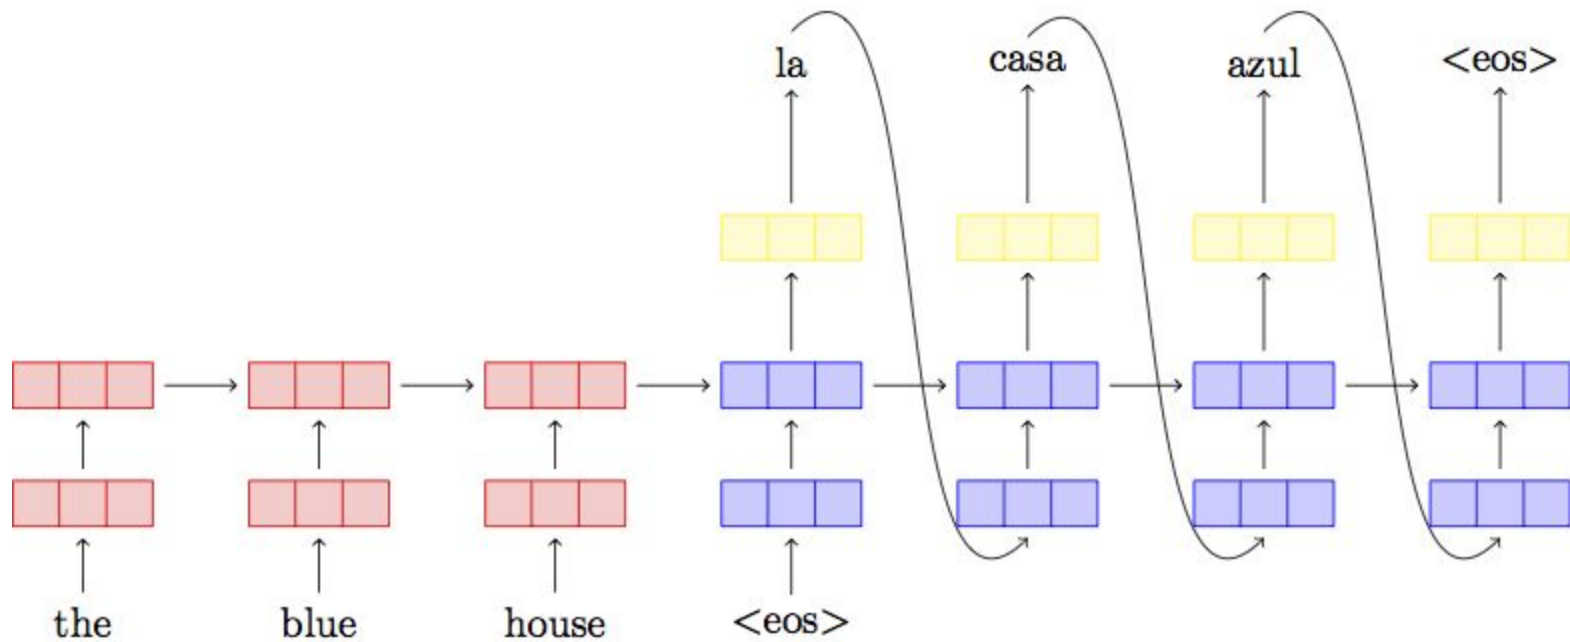 la casa azul <eos>
the blue house <eos>